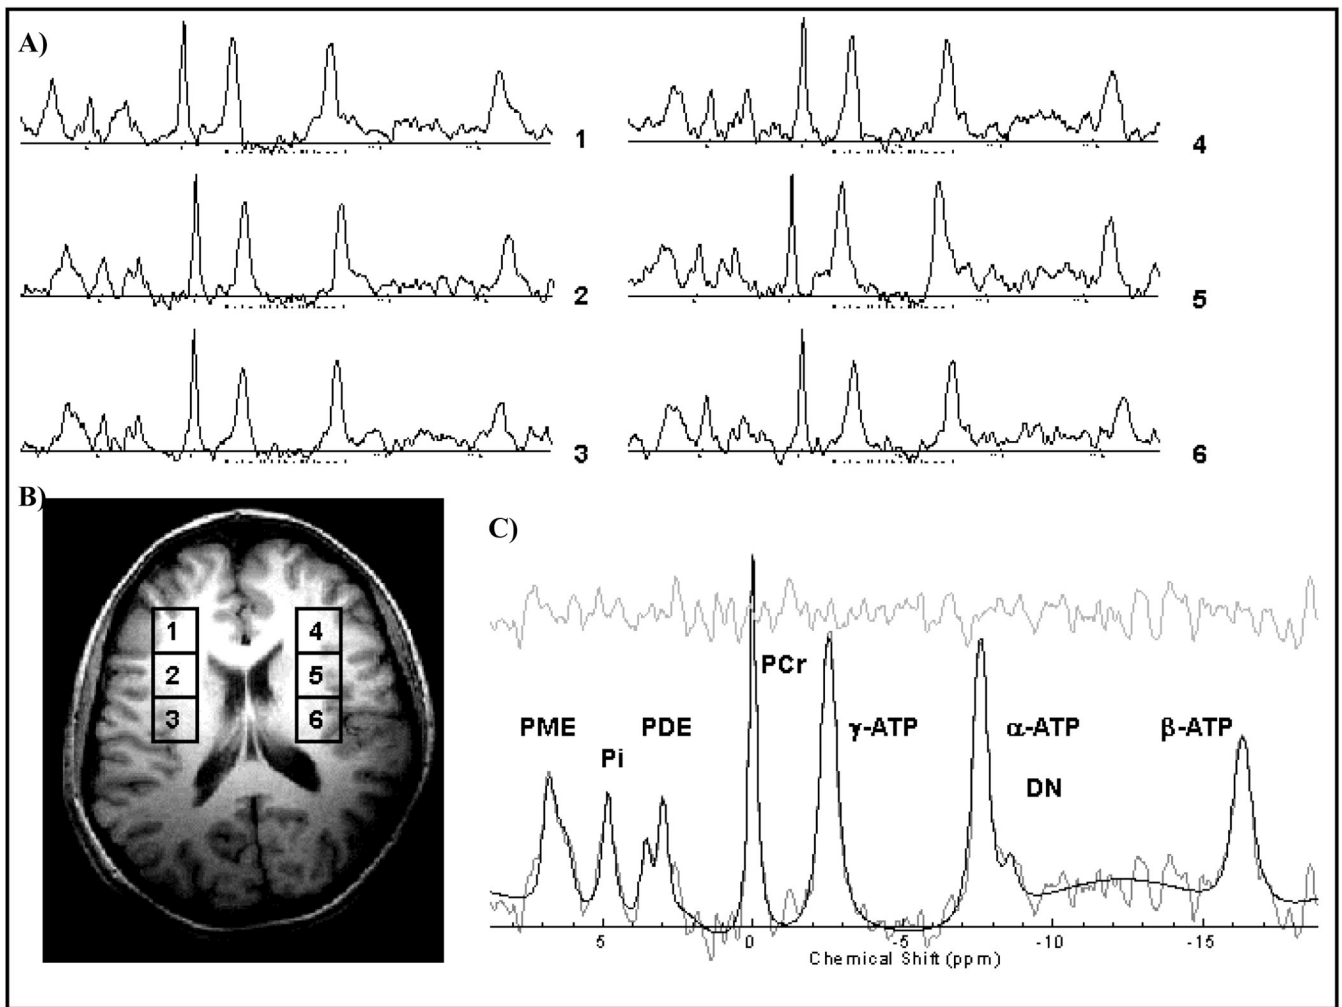 A)
1
4
2
5
3
6
B)
1 4
2 5
3 6
C)
PCr
PME PDE γ-ATP α-ATP β-ATP
Pi
DN
5 0 -5 -10 -15
Chemical Shift (ppm)